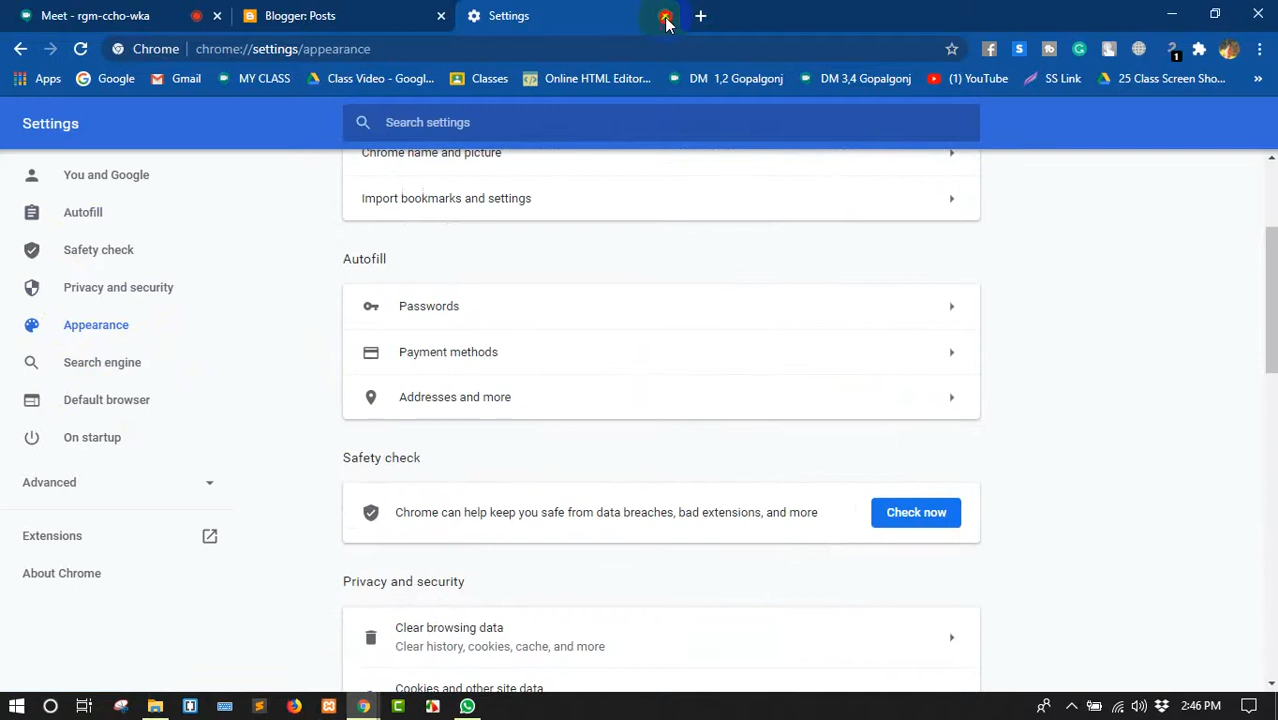 Meet - rgm-ccho-wka
Blogger: Posts
Settings
Chrome
chrome://settings/appearance
1
Apps
Google
Gmail
MY CLASS
Class Video - Googl...
Classes
Online HTML Editor...
DM 1,2 Gopalgonj
DM 3,4 Gopalgonj
(1) YouTube
SS Link
25 Class Screen Sho...
»
Settings
Search settings
You and Google
Autofill
Safety check
Privacy and security
Appearance
Search engine
Default browser
On startup
Advanced
Extensions
About Chrome
Chrome name and picture
Import bookmarks and settings
Autofill
Passwords
Payment methods
Addresses and more
Safety check
Chrome can help keep you safe from data breaches, bad extensions, and more
Check now
Privacy and security
Clear browsing data
Clear history, cookies, cache, and more
Cookies and other site data
2:46 PM